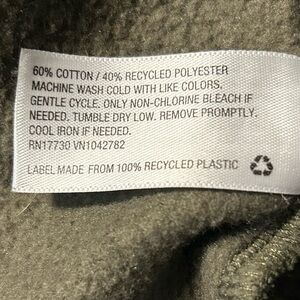 60% COTTON / 40% RECYCLED POLYESTER
MACHINE WASH COLD WITH LIKE COLORS.
GENTLE CYCLE. ONLY NON-CHLORINE BLEACH IF
NEEDED. TUMBLE DRY LOW. REMOVE PROMPTLY.
COOL IRON IF NEEDED.
RN17730 VN1042782
LABEL MADE FROM 100% RECYCLED PLASTIC